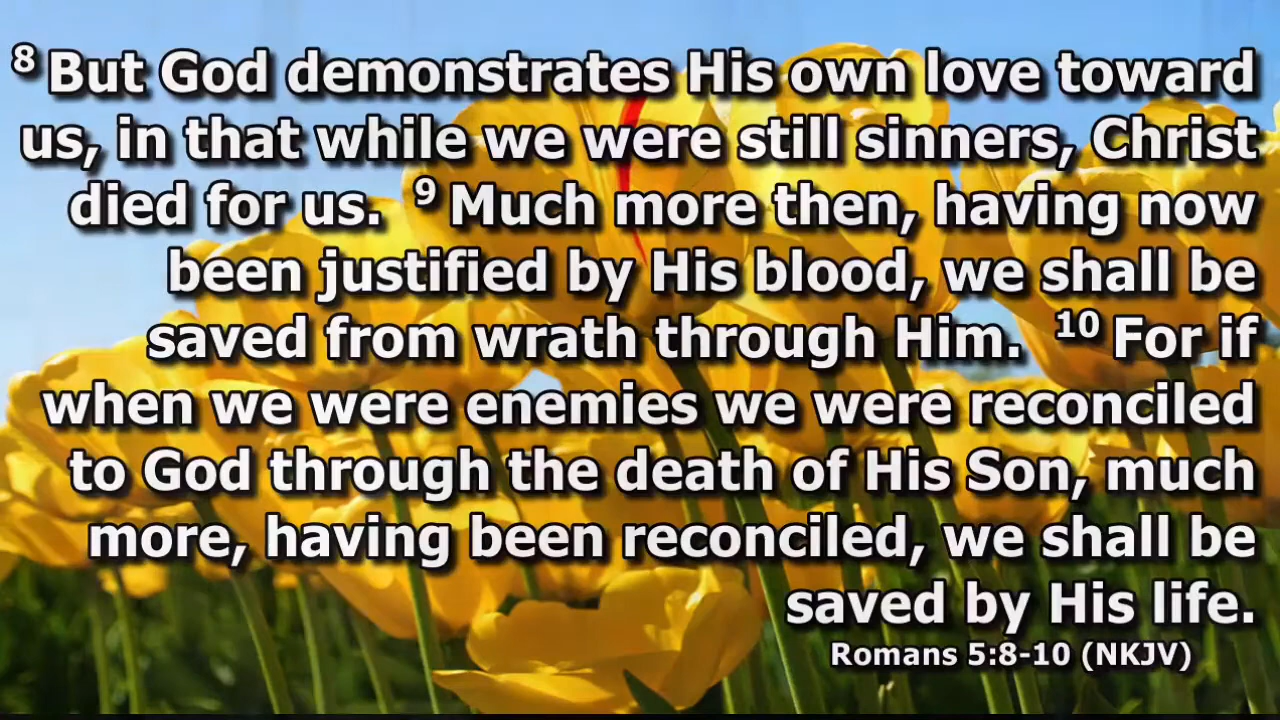 8 But God demonstrates His own love toward
us, in that while we were still sinners, Christ
died for us. 9 Much more then, having now
been justified by His blood, we shall be
saved from wrath through Him. 10 For if
when we were enemies we were reconciled
to God through the death of His Son, much
more, having been reconciled, we shall be
saved by His life.
Romans 5:8-10 (NKJV)